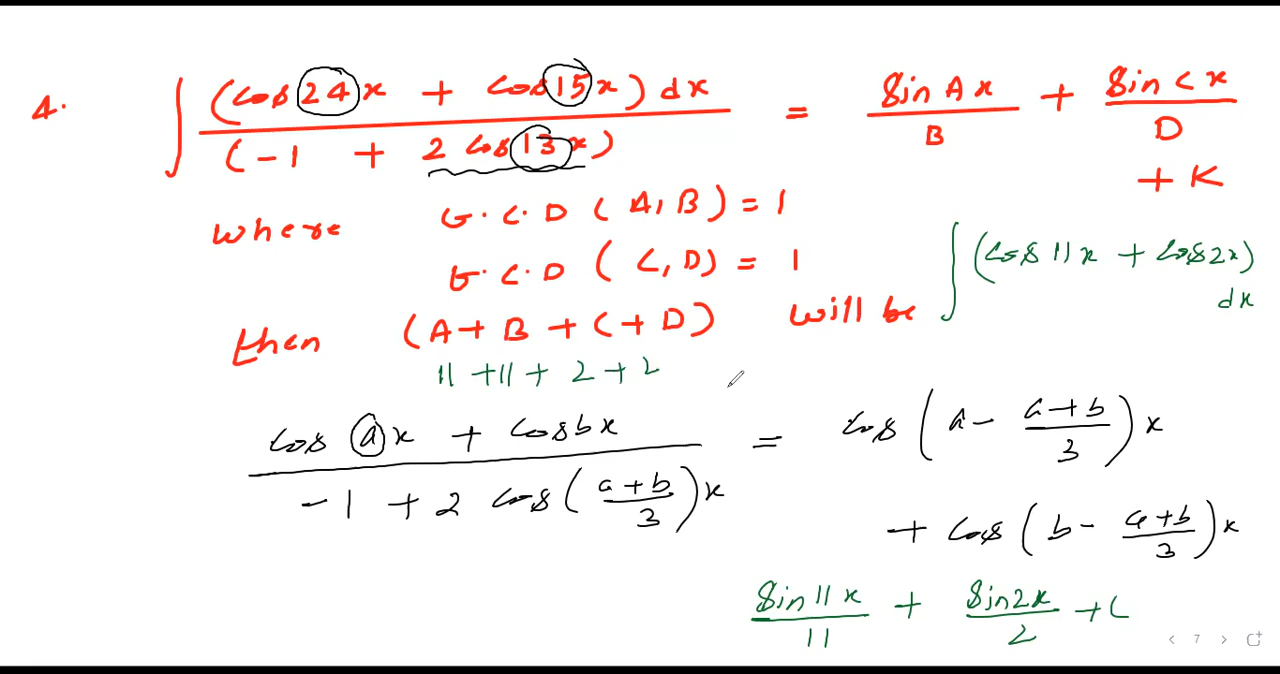 4. ∫ (cos 24x + cos 15x) dx / (-1 + 2 cos 13x) = sin Ax / B + sin Cx / D + K
where G.C.D (A, B) = 1
G.C.D (C, D) = 1
∫ (cos 11x + cos 2x) dx
then (A + B + C + D) will be
11 + 11 + 2 + 2
cos ax + cos bx / -1 + 2 cos (a+b / 3) x = cos (a - a+b / 3) x
+ cos (b - a+b / 3) x
sin 11x / 11 + sin 2x / 2 + C
< 7 >